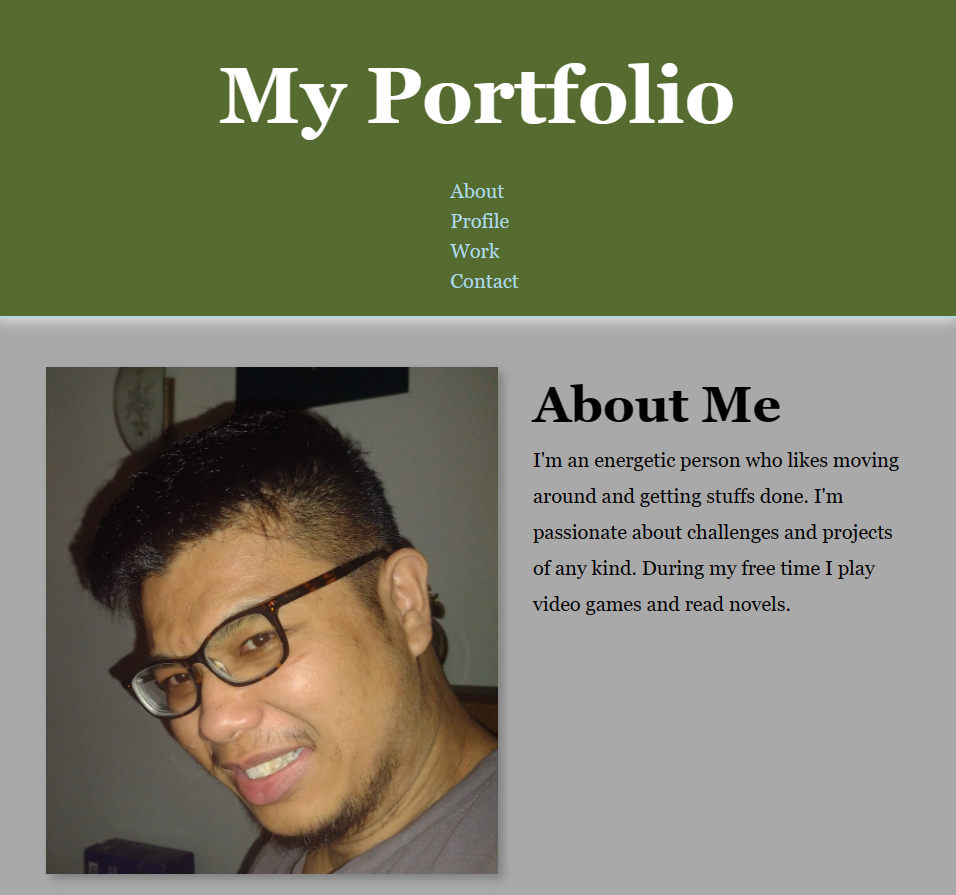 My Portfolio
About
Profile
Work
Contact
About Me
I'm an energetic person who likes moving
around and getting stuffs done. I'm
passionate about challenges and projects
of any kind. During my free time I play
video games and read novels.